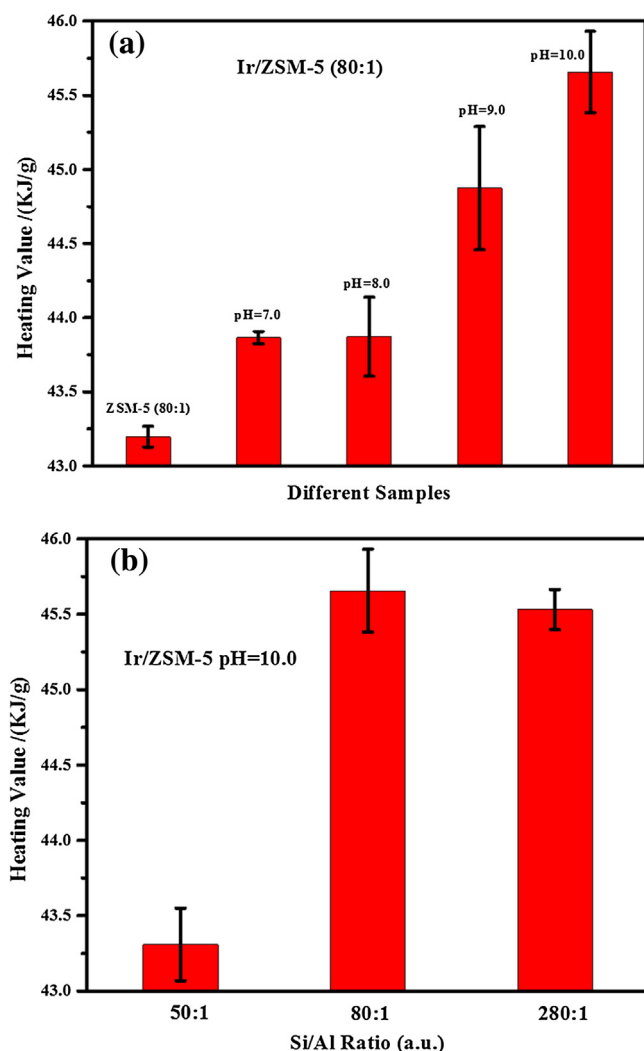 (a)
Ir/ZSM-5 (80:1)
46.0
45.5
45.0
44.5
44.0
43.5
43.0
Heating Value /(KJ/g)
ZSM-5 (80:1)
pH=7.0
pH=8.0
pH=9.0
pH=10.0
Different Samples
(b)
Ir/ZSM-5 pH=10.0
46.0
45.5
45.0
44.5
44.0
43.5
43.0
Heating Value /(KJ/g)
50:1 80:1 280:1
Si/Al Ratio (a.u.)